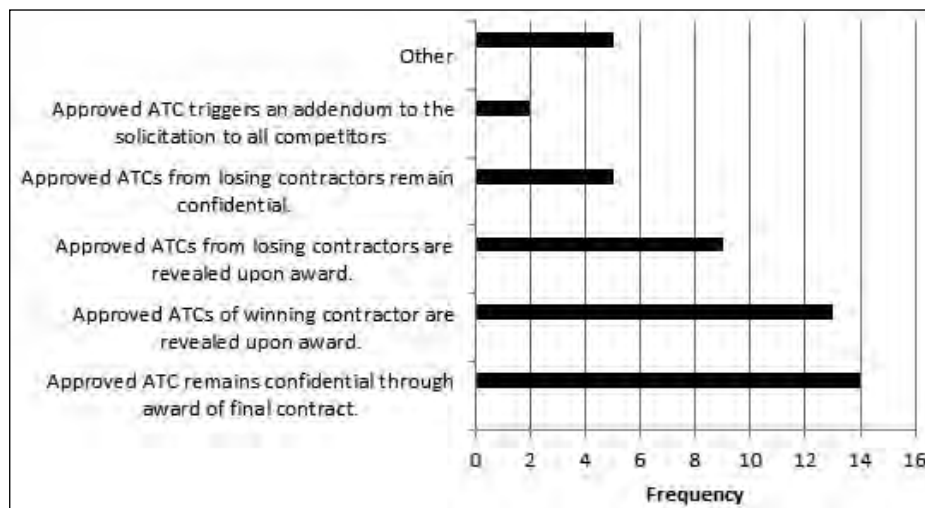 Other
Approved ATC triggers an addendum to the
solicitation to all competitors
Approved ATCs from losing contractors remain
confidential.
Approved ATCs from losing contractors are
revealed upon award.
Approved ATCs of winning contractor are
revealed upon award.
Approved ATC remains confidential through
award of final contract.
0 2 4 6 8 10 12 14 16
Frequency